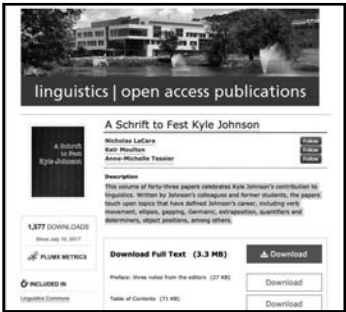 linguistics | open access publications
A Schrift to Fest Kyle Johnson
A Schrift
to Fest
Kyle Johnson
Nicholas LaCara
Follow
Keir Moulton
Follow
Anne-Michelle Tessier
Follow
Description
This volume of forty-three papers celebrates Kyle Johnson's contribution to
linguistics. Written by Johnson's colleagues and former students, the papers
touch upon topics that have defined Johnson's career, including verb
movement, ellipsis, gapping, Germanic, extraposition, quantifiers and
determiners, object positions, among others.
1,577 DOWNLOADS
Since July 10, 2017
PLUMX METRICS
INCLUDED IN
Linguistics Commons
Download Full Text (3.3 MB)
Download
Preface: three notes from the editors (27 KB)
Download
Table of Contents (71 KB)
Download